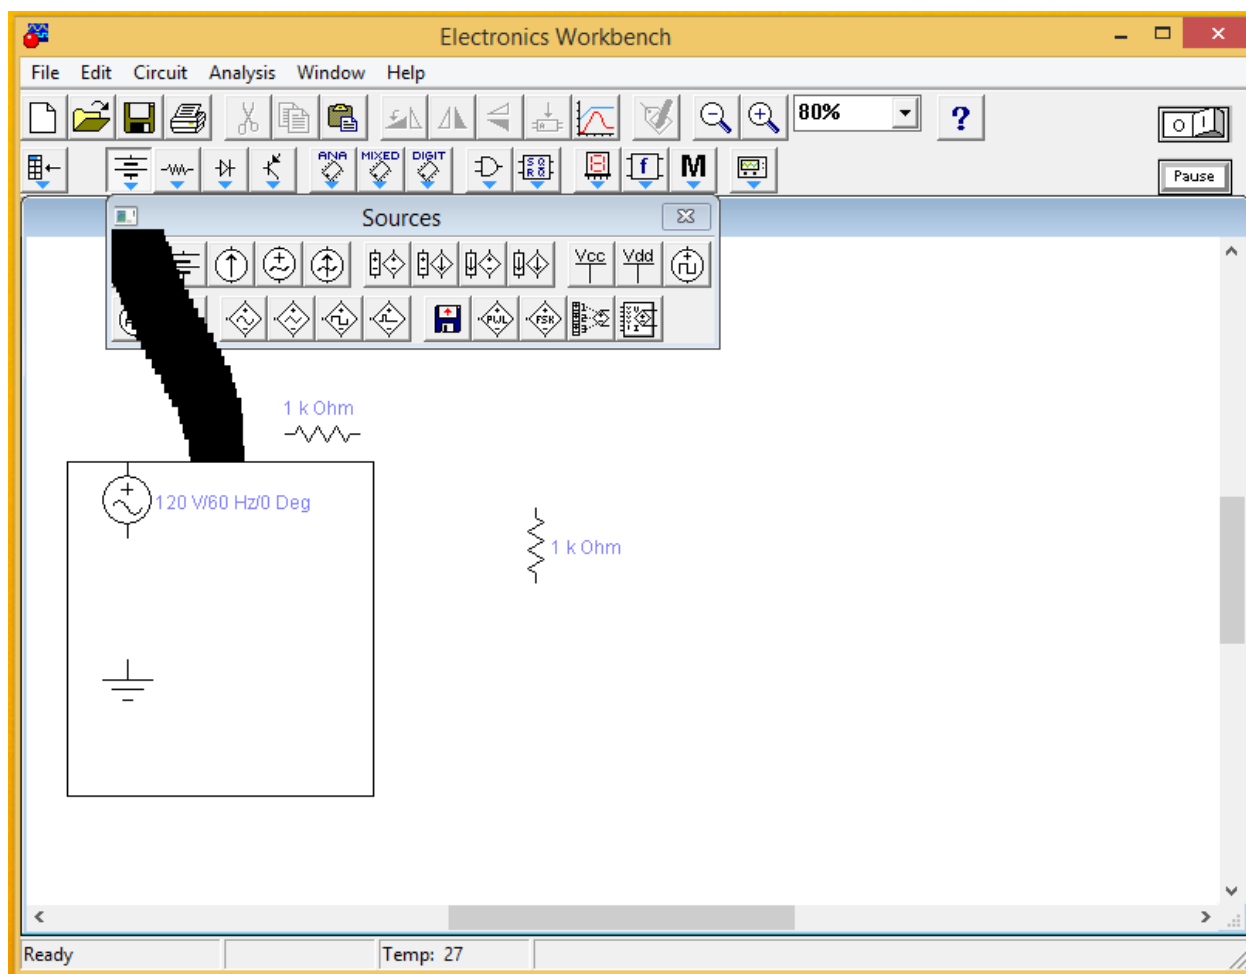 Electronics Workbench
File Edit Circuit Analysis Window Help
80% ?
O I
ANA MIXED DIGIT
S Q
R Q
f M
Pause
Sources
Vcc Vdd
PWL FSK
1 k Ohm
120 V/60 Hz/0 Deg
1 k Ohm
Ready Temp: 27